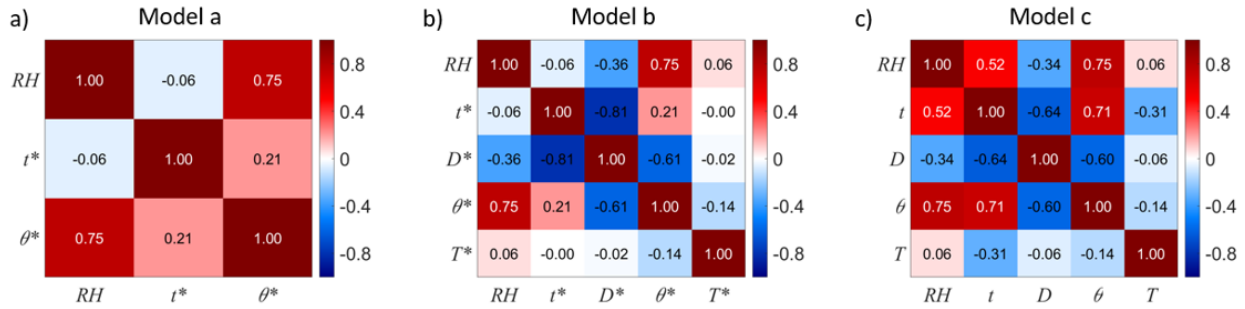 a) Model a
RH 1.00 -0.06 0.75
t* -0.06 1.00 0.21
θ* 0.75 0.21 1.00
RH t* θ*
0.8
0.4
0
-0.4
-0.8
b) Model b
RH 1.00 -0.06 -0.36 0.75 0.06
t* -0.06 1.00 -0.81 0.21 -0.00
D* -0.36 -0.81 1.00 -0.61 -0.02
θ* 0.75 0.21 -0.61 1.00 -0.14
T* 0.06 -0.00 -0.02 -0.14 1.00
RH t* D* θ* T*
0.8
0.4
0
-0.4
-0.8
c) Model c
RH 1.00 0.52 -0.34 0.75 0.06
t 0.52 1.00 -0.64 0.71 -0.31
D -0.34 -0.64 1.00 -0.60 -0.06
θ 0.75 0.71 -0.60 1.00 -0.14
T 0.06 -0.31 -0.06 -0.14 1.00
RH t D θ T
0.8
0.4
0
-0.4
-0.8